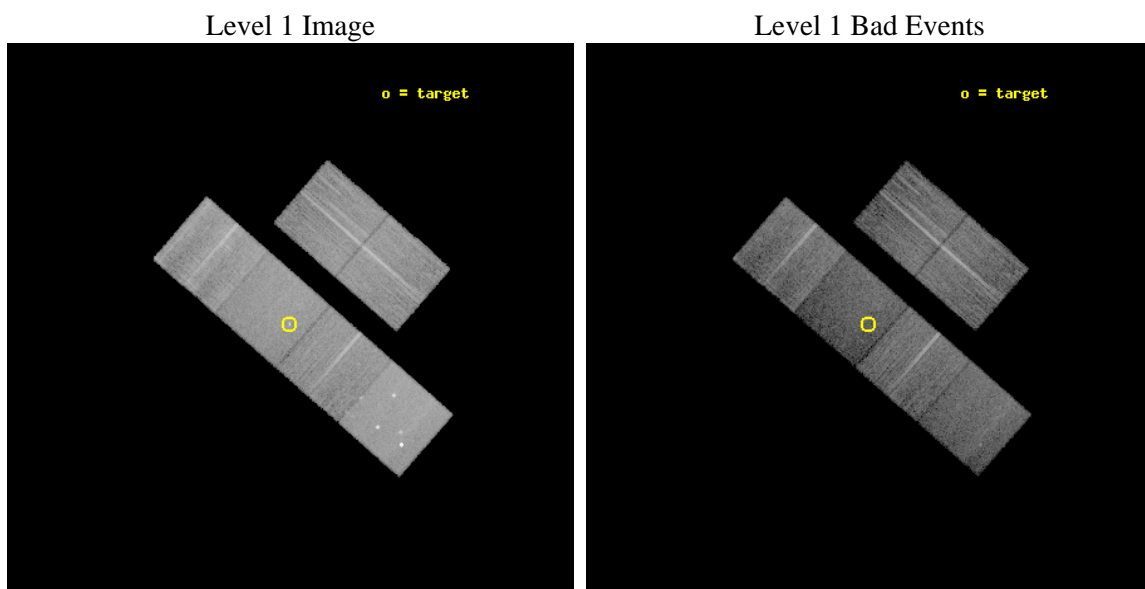 Level 1 Image
Level 1 Bad Events
o = target
o = target